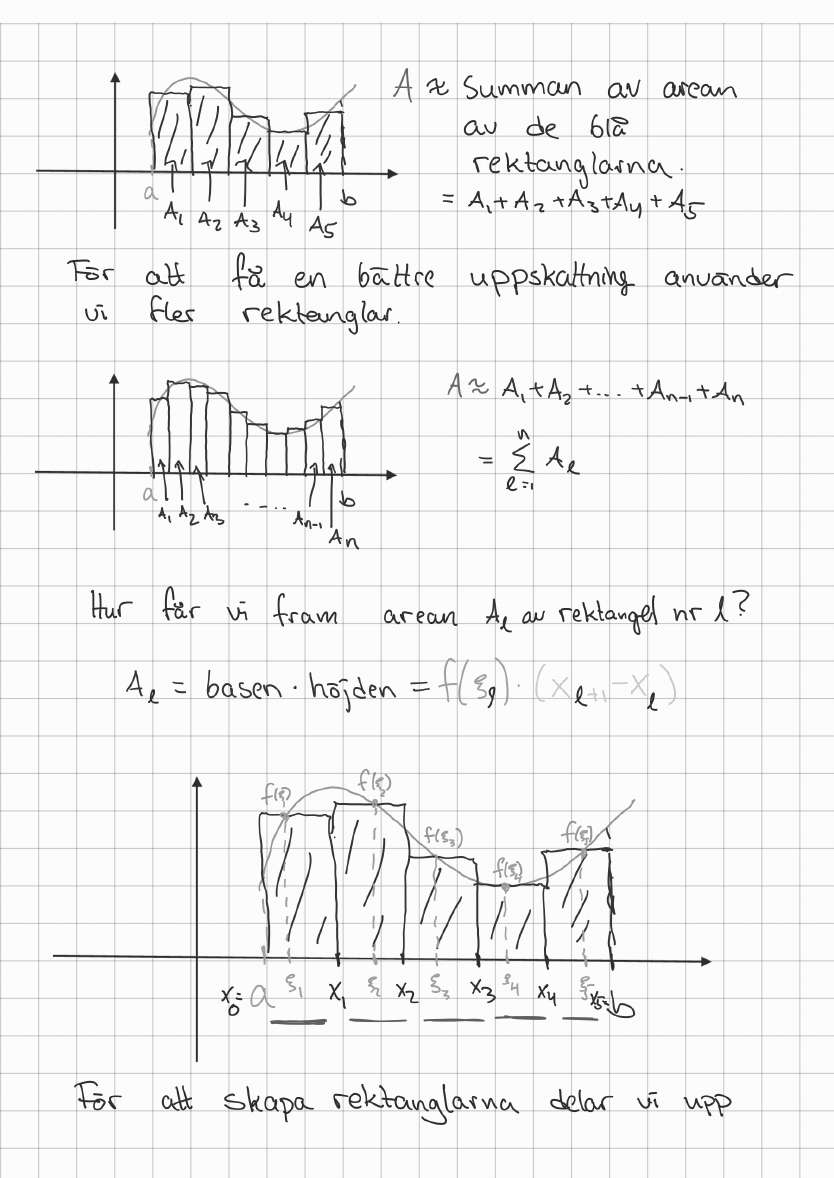 A ≈ Summan av arean
av de blå
rektanglarna.
= A₁+A₂+A₃+A₄+A₅
a A₁ A₂ A₃ A₄ A₅ b
För att få en bättre uppskattning använder
vi fler rektanglar.
A ≈ A₁+A₂+...+Aₙ₋₁+Aₙ
= ∑ₗ₌₁ⁿ Aₗ
a A₁ A₂ A₃ ..... Aₙ₋₁ Aₙ b
Hur får vi fram arean Aₗ av rektangel nr l?
Aₗ = basen · höjden = f(ξₗ)·(xₗ₊₁-xₗ)
f(ξ₁) f(ξ₂) f(ξ₃) f(ξ₄) f(ξ₅)
x₀=a ξ₁ x₁ ξ₂ x₂ ξ₃ x₃ ξ₄ x₄ ξ₅ x₅=b
För att skapa rektanglarna delar vi upp